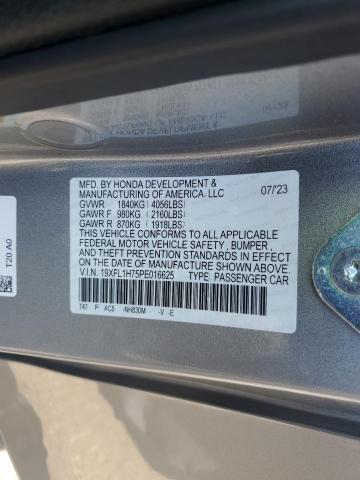 MFD. BY HONDA DEVELOPMENT & 07/'23
MANUFACTURING OF AMERICA, LLC
GVWR 1840KG( 4056LBS)
GAWR F 980KG( 2160LBS)
GAWR R 870KG( 1918LBS)
THIS VEHICLE CONFORMS TO ALL APPLICABLE
FEDERAL MOTOR VEHICLE SAFETY , BUMPER ,
AND THEFT PREVENTION STANDARDS IN EFFECT
ON THE DATE OF MANUFACTURE SHOWN ABOVE.
V.I.N.: 19XFL1H75PE016625 TYPE: PASSENGER CAR
T47 P AC5 -NH830M -V -E
T20 A0